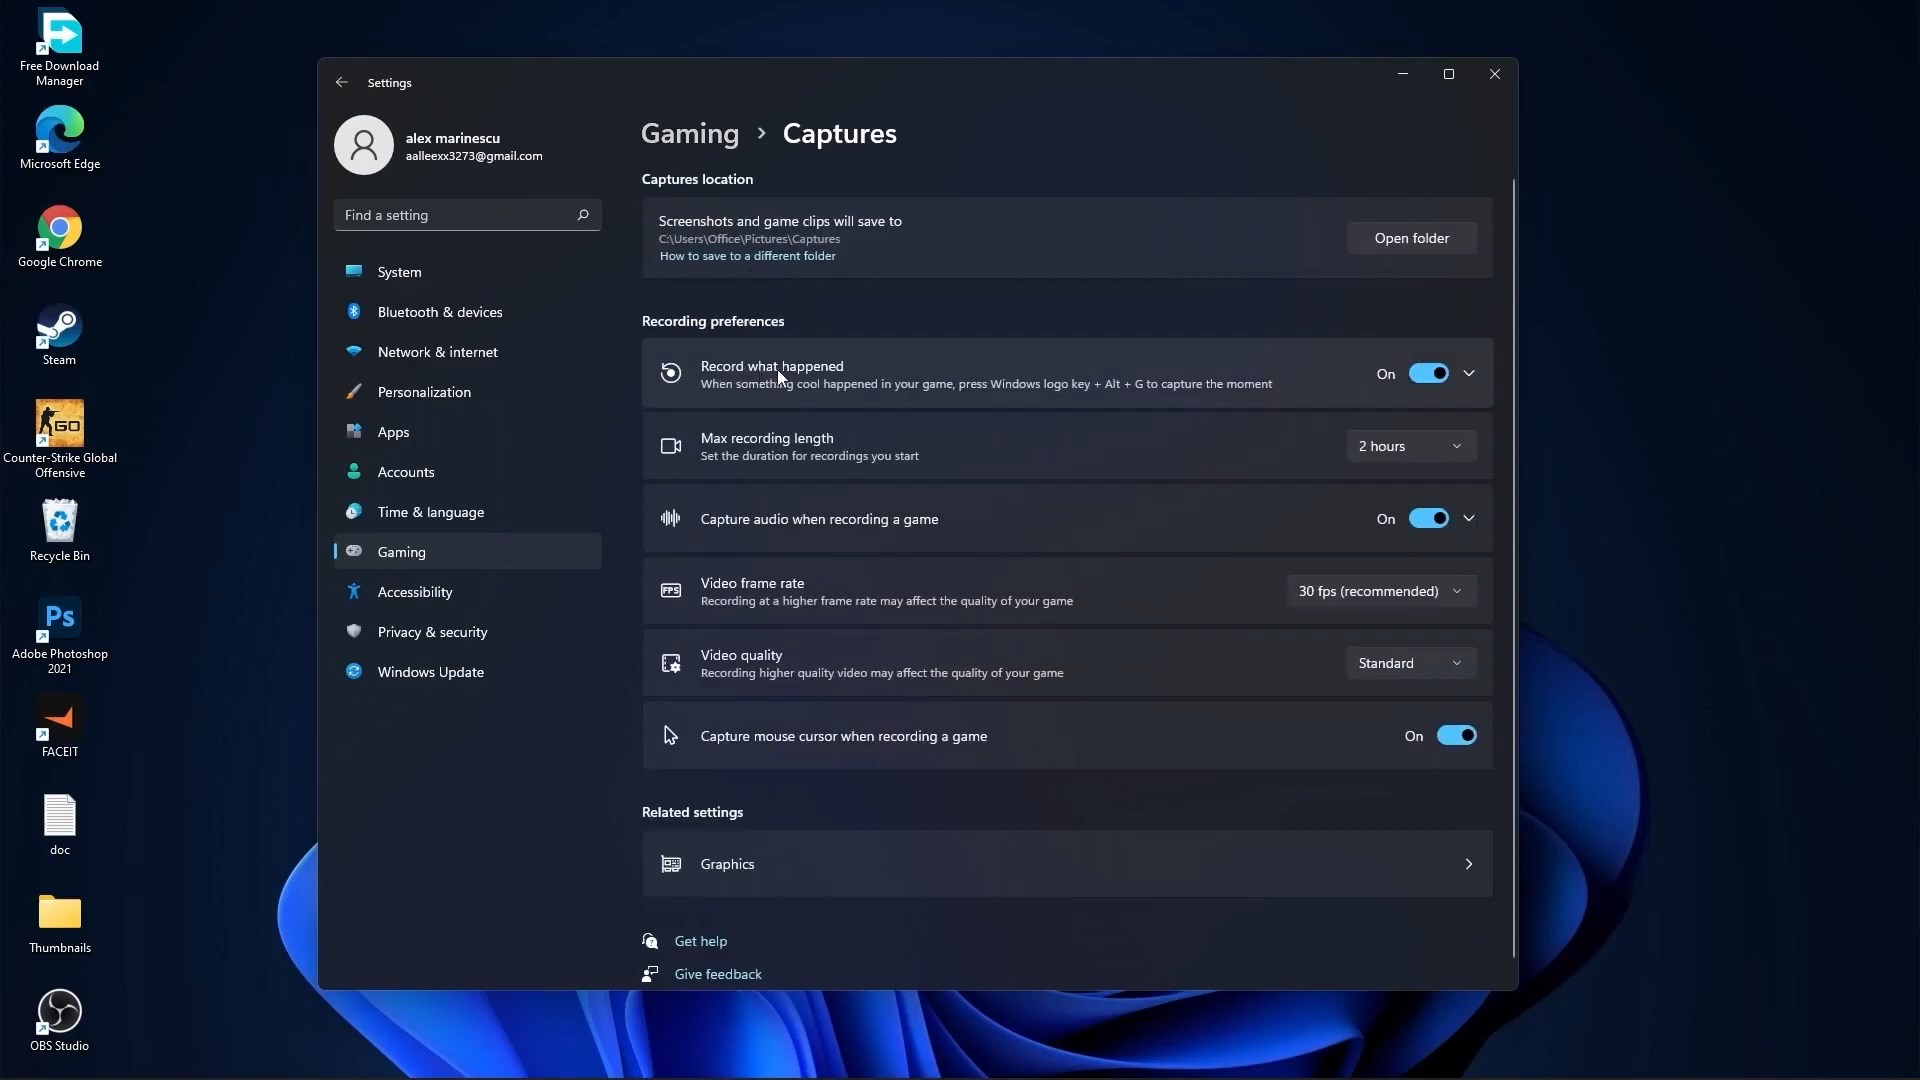 Free Download
Manager
Microsoft Edge
Google Chrome
Steam
GO
Counter-Strike Global
Offensive
Recycle Bin
Ps
Adobe Photoshop
2021
FACEIT
doc
Thumbnails
OBS Studio
Settings
alex marinescu
aalleexx3273@gmail.com
Find a setting
System
Bluetooth & devices
Network & internet
Personalization
Apps
Accounts
Time & language
Gaming
Accessibility
Privacy & security
Windows Update
Gaming › Captures
Captures location
Screenshots and game clips will save to
C:\Users\Office\Pictures\Captures
How to save to a different folder
Open folder
Recording preferences
Record what happened
When something cool happened in your game, press Windows logo key + Alt + G to capture the moment
On
Max recording length
Set the duration for recordings you start
2 hours
Capture audio when recording a game
On
FPS
Video frame rate
Recording at a higher frame rate may affect the quality of your game
30 fps (recommended)
Video quality
Recording higher quality video may affect the quality of your game
Standard
Capture mouse cursor when recording a game
On
Related settings
Graphics
Get help
Give feedback